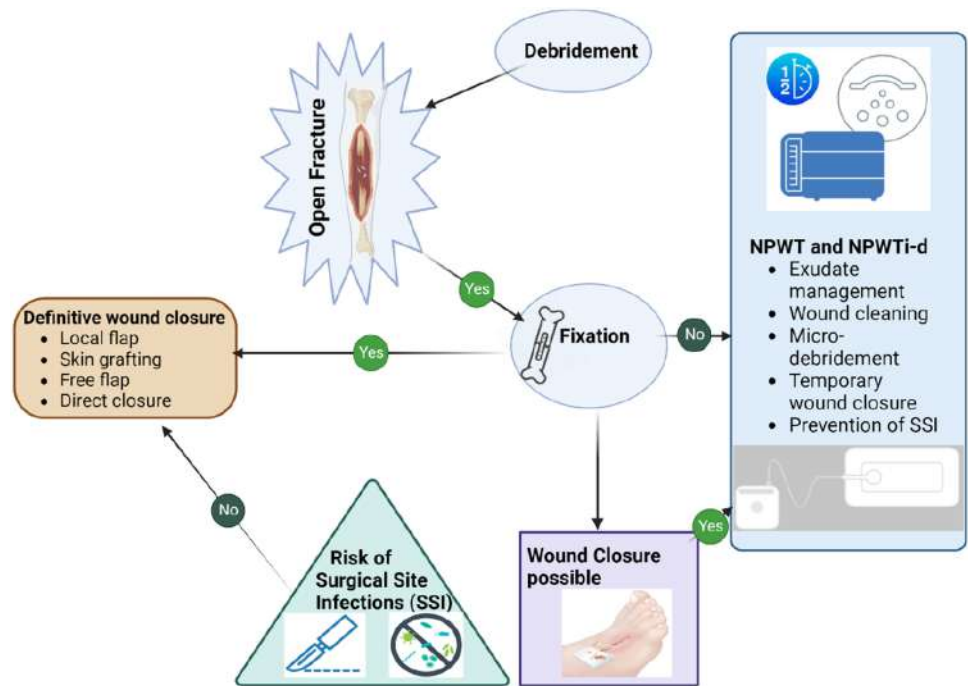 Debridement
Open Fracture
1
2
NPWT and NPWTi-d
• Exudate
management
• Wound cleaning
• Micro-
debridement
• Temporary
wound closure
• Prevention of SSI
Yes
Fixation
No
Definitive wound closure
• Local flap
• Skin grafting
• Free flap
• Direct closure
Yes
No
Risk of
Surgical Site
Infections (SSI)
Wound Closure
possible
Yes